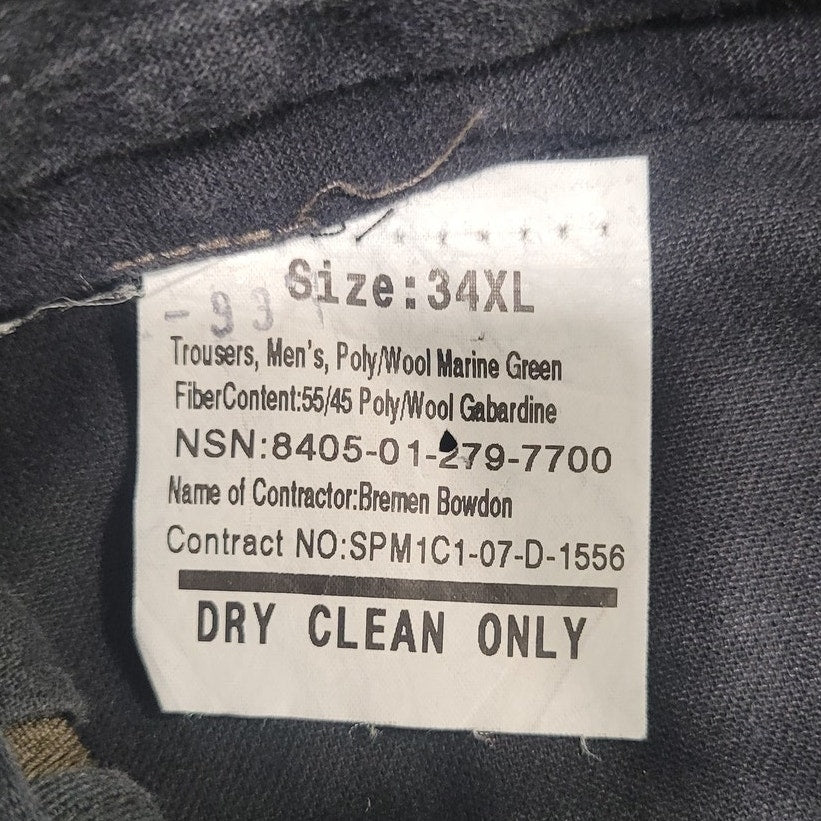 * * * * * *
Size:34XL
-93
Trousers, Men's, Poly/Wool Marine Green
FiberContent:55/45 Poly/Wool Gabardine
NSN:8405-01-279-7700
Name of Contractor:Bremen Bowdon
Contract NO:SPM1C1-07-D-1556
DRY CLEAN ONLY